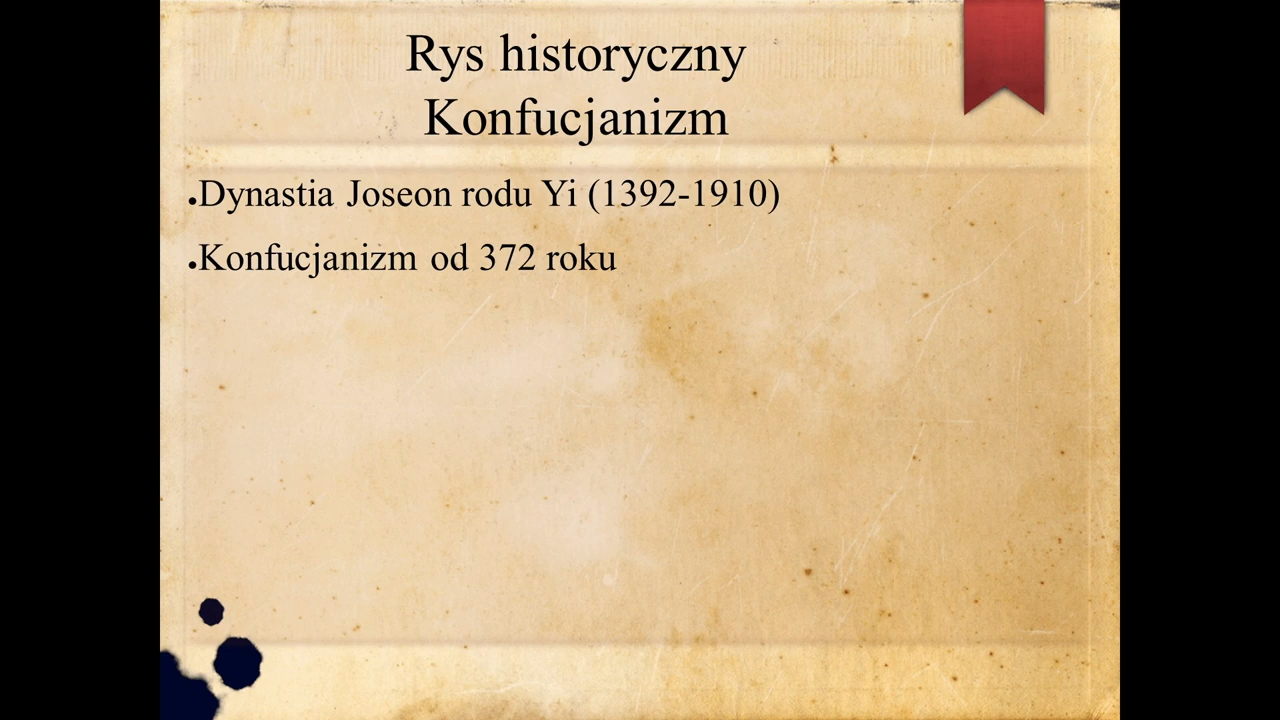 Rys historyczny
Konfucjanizm
●Dynastia Joseon rodu Yi (1392-1910)
●Konfucjanizm od 372 roku